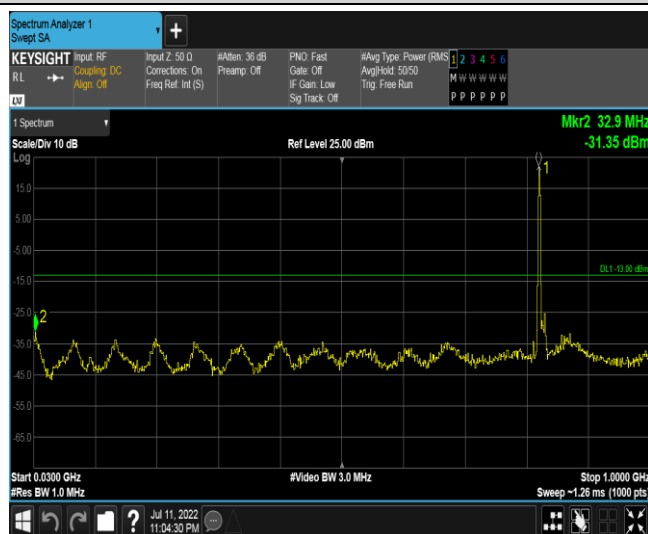 Spectrum Analyzer 1
Swept SA
+
KEYSIGHT
RL
LXI
Input: RF
Coupling: DC
Align: Off
Input Z: 50 Ω
Corrections: On
Freq Ref: Int (S)
#Atten: 36 dB
Preamp: Off
PNO: Fast
Gate: Off
IF Gain: Low
Sig Track: Off
#Avg Type: Power (RMS
Avg|Hold: 50/50
Trig: Free Run
1 2 3 4 5 6
M W W W W W
P P P P P P
1 Spectrum
Scale/Div 10 dB
Ref Level 25.00 dBm
Mkr2 32.9 MHz
-31.35 dBm
Log
1
15.0
5.00
-5.00
DL1 -13.00 dBm
-15.0
-25.0
2
-35.0
-45.0
-55.0
-65.0
Start 0.0300 GHz
#Video BW 3.0 MHz
Stop 1.0000 GHz
#Res BW 1.0 MHz
Sweep ~1.26 ms (1000 pts)
?
Jul 11, 2022
11:04:30 PM